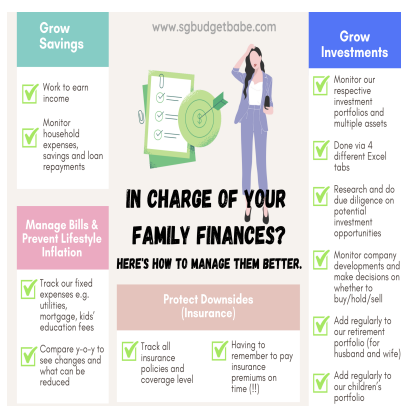 Grow
Savings
Work to earn
income
Monitor
household
expenses,
savings and loan
repayments
Manage Bills &
Prevent Lifestyle
Inflation
Track our fixed
expenses e.g.
utilities,
mortgage, kids'
education fees
Compare y-o-y to
see changes and
what can be
reduced
www.sgbudgetbabe.com
IN CHARGE OF YOUR
FAMILY FINANCES?
HERE'S HOW TO MANAGE THEM BETTER.
Protect Downsides
(Insurance)
Track all
insurance
policies and
coverage level
Having to
remember to pay
insurance
premiums on
time (!!)
Grow
Investments
Monitor our
respective
investment
portfolios and
multiple assets
Done via 4
different Excel
tabs
Research and do
due diligence on
potential
investment
opportunities
Monitor company
developments and
make decisions on
whether to
buy/hold/sell
Add regularly to
our retirement
portfolio (for
husband and wife)
Add regularly to
our children's
portfolio